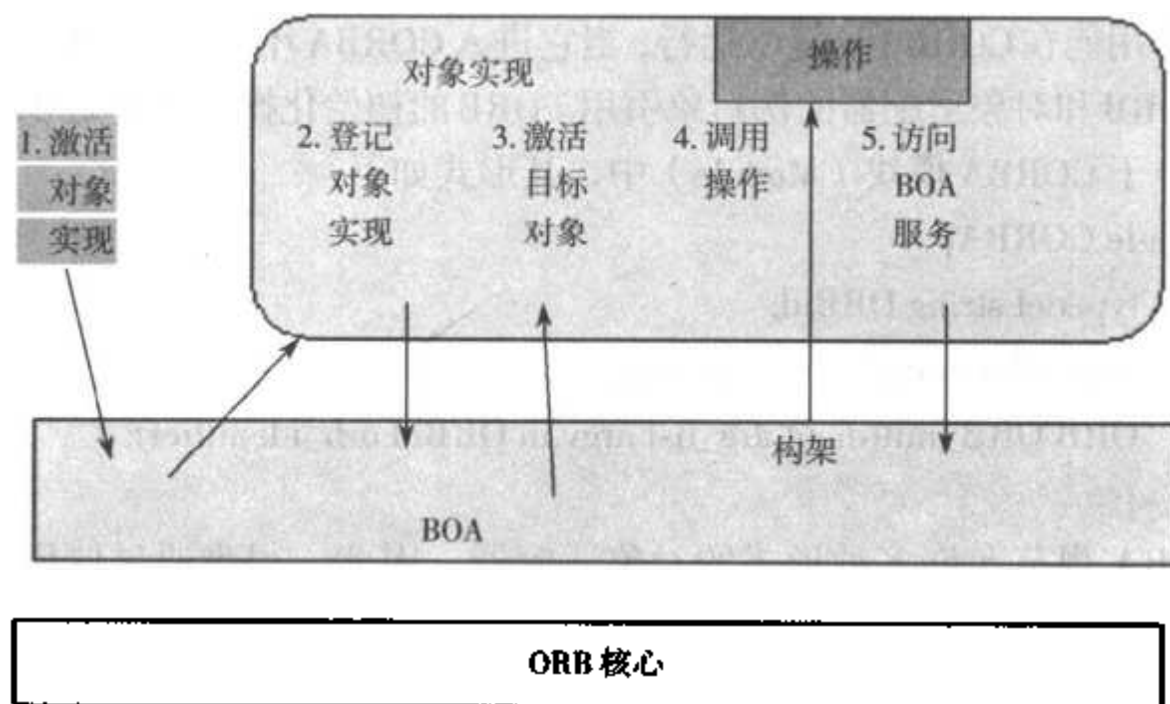 对象实现
操作
1. 激活
对象
实现
2. 登记
对象
实现
3. 激活
目标
对象
4. 调用
操作
5. 访问
BOA
服务
构架
BOA
ORB 核心